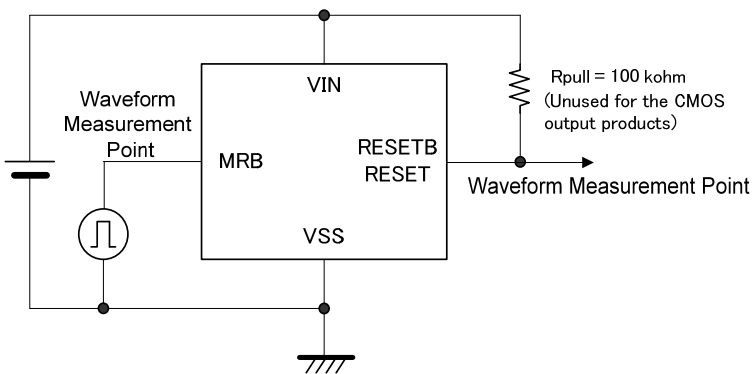 VIN
Rpull = 100 kohm
(Unused for the CMOS
output products)
Waveform
Measurement
Point
MRB
RESETB
RESET
Waveform Measurement Point
VSS